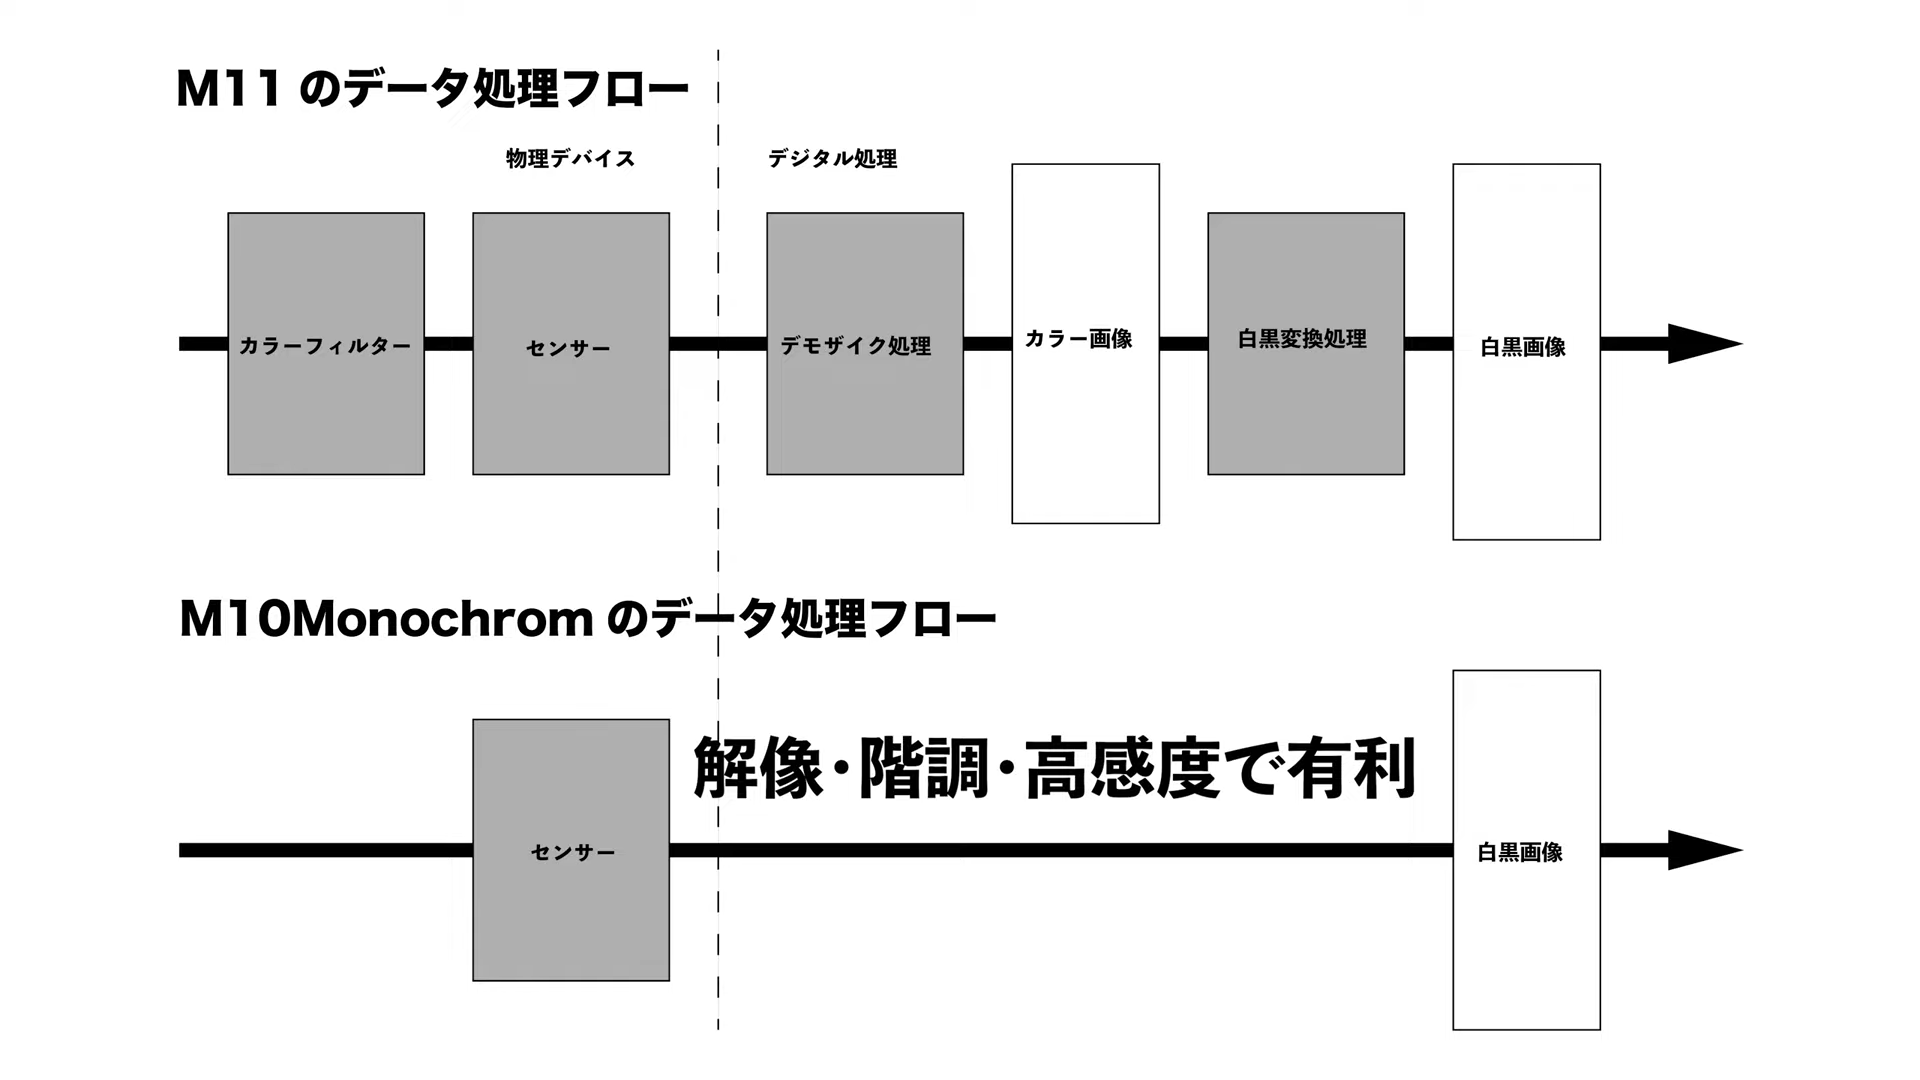 M11 のデータ処理フロー
物理デバイス
デジタル処理
カラーフィルター
センサー
デモザイク処理
カラー画像
白黒変換処理
白黒画像
M10Monochrom のデータ処理フロー
解像・階調・高感度で有利
センサー
白黒画像